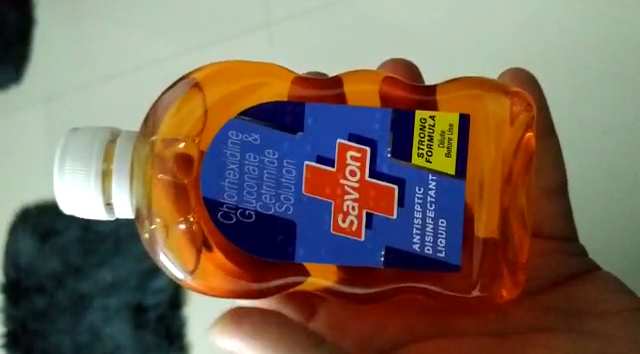 Chlorhexidine
Gluconate &
Cetrimide
Solution
Savlon
ANTISEPTIC
DISINFECTANT
LIQUID
STRONG
FORMULA
Dilute
Before Use